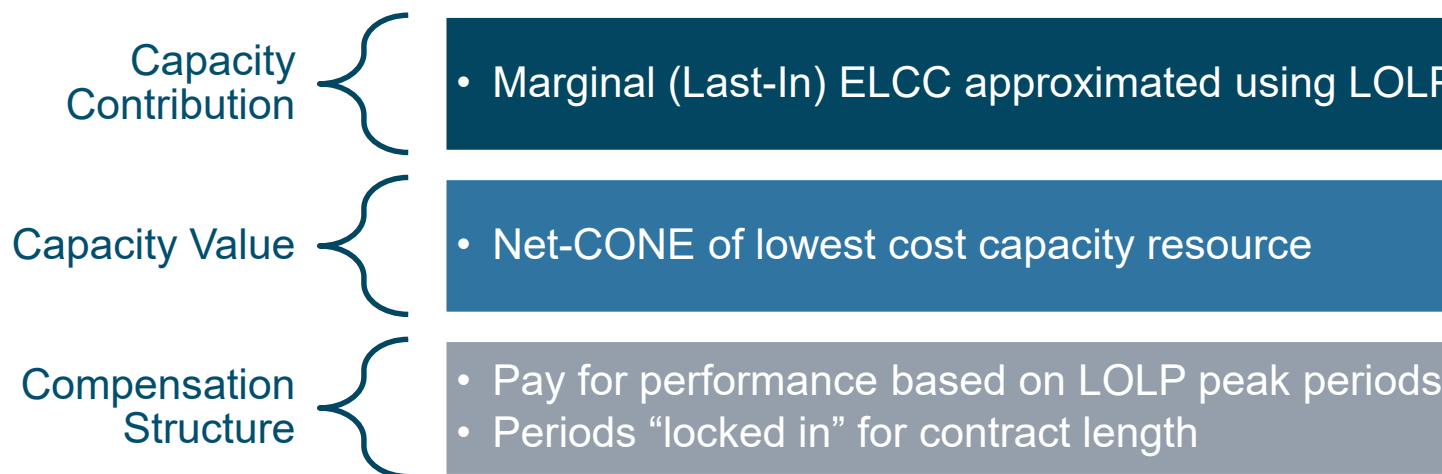 Capacity
Contribution
• Marginal (Last-In) ELCC approximated using LOLP
Capacity Value
• Net-CONE of lowest cost capacity resource
Compensation
Structure
• Pay for performance based on LOLP peak periods
• Periods “locked in” for contract length